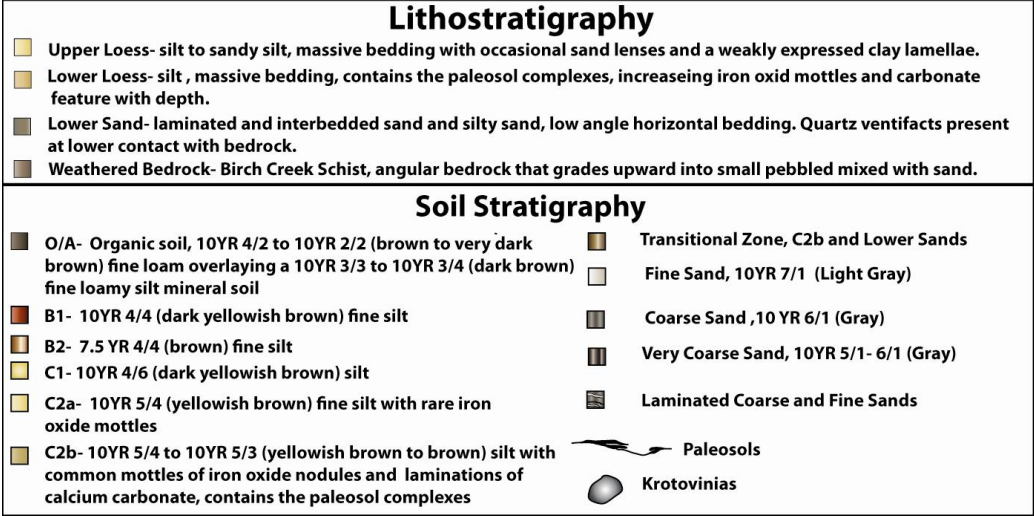 Lithostratigraphy
Upper Loess- silt to sandy silt, massive bedding with occasional sand lenses and a weakly expressed clay lamellae.
Lower Loess- silt , massive bedding, contains the paleosol complexes, increaseing iron oxid mottles and carbonate
feature with depth.
Lower Sand- laminated and interbedded sand and silty sand, low angle horizontal bedding. Quartz ventifacts present
at lower contact with bedrock.
Weathered Bedrock- Birch Creek Schist, angular bedrock that grades upward into small pebbled mixed with sand.
Soil Stratigraphy
O/A- Organic soil, 10YR 4/2 to 10YR 2/2 (brown to very dark
brown) fine loam overlaying a 10YR 3/3 to 10YR 3/4 (dark brown)
fine loamy silt mineral soil
B1- 10YR 4/4 (dark yellowish brown) fine silt
B2- 7.5 YR 4/4 (brown) fine silt
C1- 10YR 4/6 (dark yellowish brown) silt
C2a- 10YR 5/4 (yellowish brown) fine silt with rare iron
oxide mottles
C2b- 10YR 5/4 to 10YR 5/3 (yellowish brown to brown) silt with
common mottles of iron oxide nodules and laminations of
calcium carbonate, contains the paleosol complexes
Transitional Zone, C2b and Lower Sands
Fine Sand, 10YR 7/1 (Light Gray)
Coarse Sand ,10 YR 6/1 (Gray)
Very Coarse Sand, 10YR 5/1- 6/1 (Gray)
Laminated Coarse and Fine Sands
Paleosols
Krotovinias